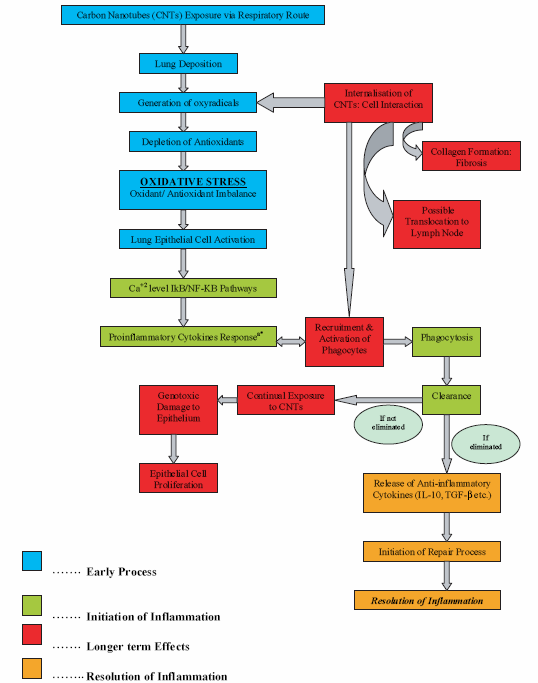 Carbon Nanotubes (CNTs) Exposure via Respiratory Route
Lung Deposition
Generation of oxyradicals
Internalisation of
CNTs: Cell Interaction
Depletion of Antioxidants
Collagen Formation:
Fibrosis
OXIDATIVE STRESS
Oxidant/ Antioxidant Imbalance
Possible
Translocation to
Lymph Node
Lung Epithelial Cell Activation
Ca⁺² level IkB/NF-KB Pathways
Proinflammatory Cytokines Responseᵃ*
Recruitment &
Activation of
Phagocytes
Phagocytosis
Genotoxic
Damage to
Epithelium
Continual Exposure
to CNTs
Clearance
If not
eliminated
If
eliminated
Epithelial Cell
Proliferation
Release of Anti-inflammatory
Cytokines (IL-10, TGF-β etc.)
Initiation of Repair Process
Resolution of Inflammation
....... Early Process
....... Initiation of Inflammation
....... Longer term Effects
........ Resolution of Inflammation